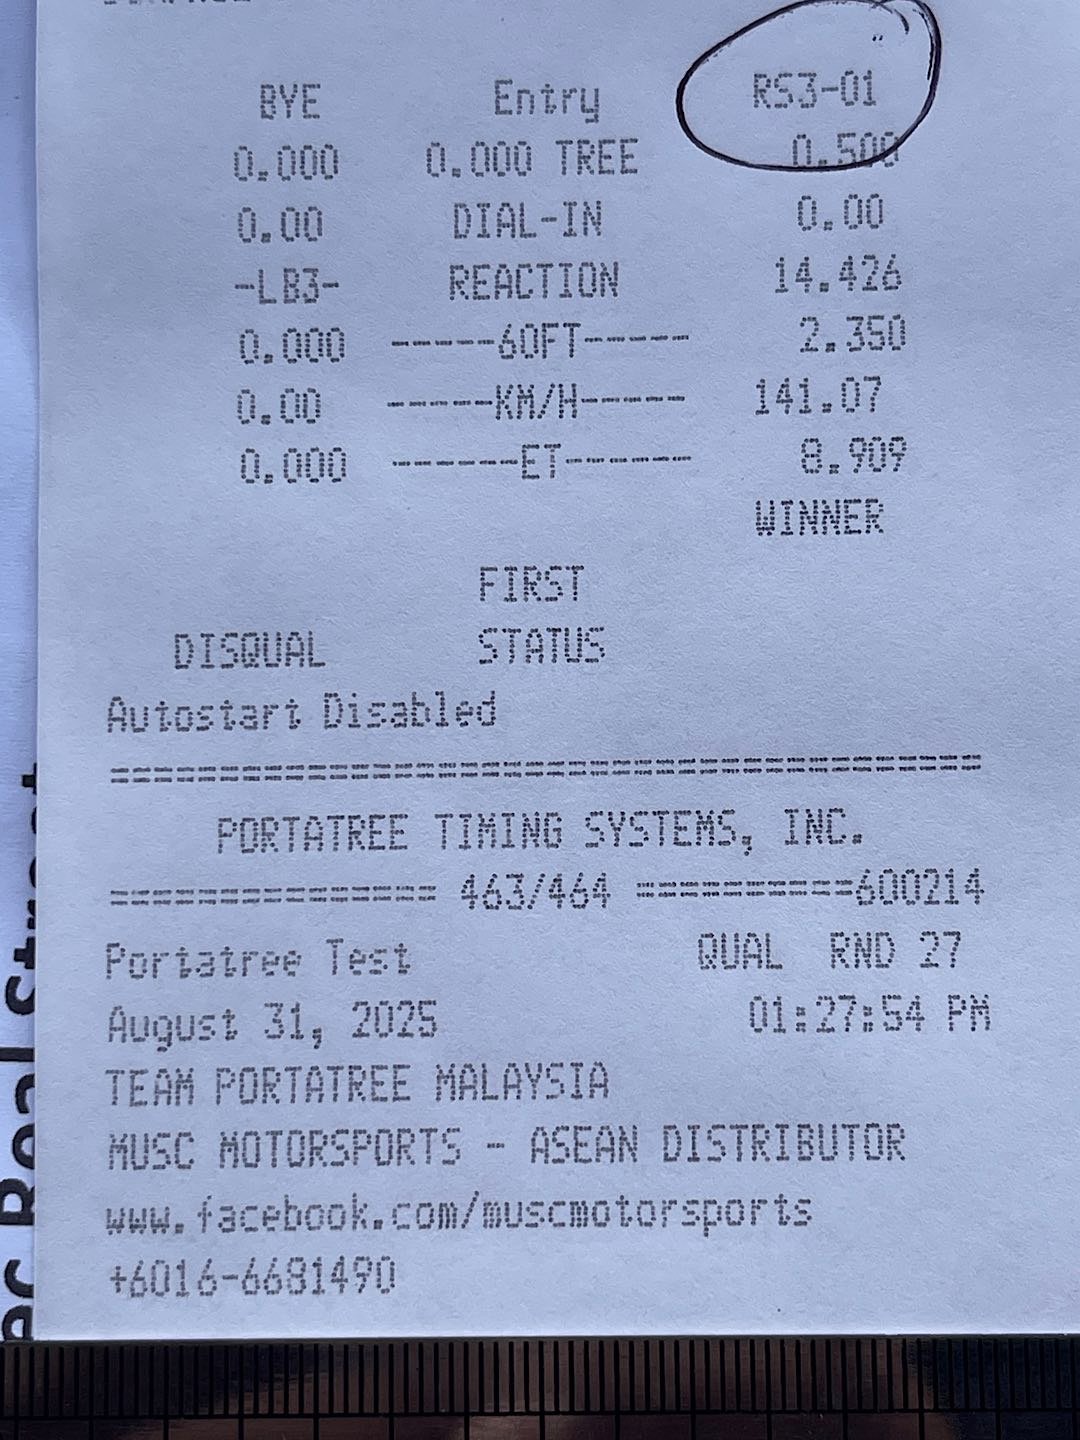 BYE Entry RS3-01
0.000 0.000 TREE 0.500
0.00 DIAL-IN 0.00
-LB3- REACTION 14.426
0.000 -----60FT----- 2.350
0.00 -----KM/H----- 141.07
0.000 ------ET------ 8.909
WINNER
FIRST
DISQUAL STATUS
Autostart Disabled
=========================================
PORTATREE TIMING SYSTEMS, INC.
=============== 463/464 ==========600214
Portatree Test QUAL RND 27
August 31, 2025 01:27:54 PM
TEAM PORTATREE MALAYSIA
MUSC MOTORSPORTS - ASEAN DISTRIBUTOR
www.facebook.com/muscmotorsports
+6016-6681490